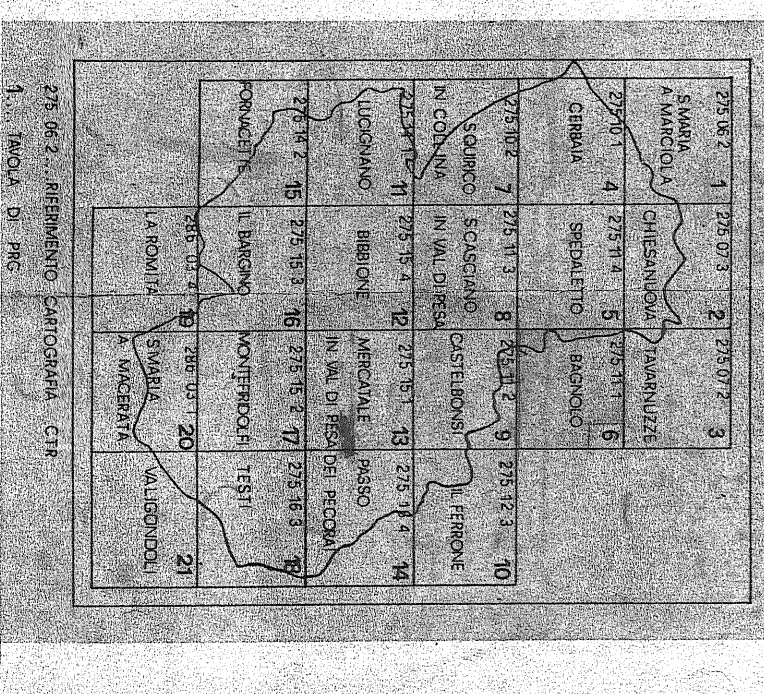 275 06 2 1
S.MARIA
A MARCIOLA
275 07 3 2
CHIESANUOVA
275 07 2 3
TAVARNUZZE
275 10 1 4
CERBAIA
275 11 4 5
SPEDALETTO
275 11 1 6
BAGNOLO
275 10 2 7
S.QUIRICO
IN COLLINA
275 11 3 8
S.CASCIANO
IN VAL DI PESA
275 11 2 9
CASTELBONSI
275 12 3 10
IL FERRONE
275 14 1 11
LUCIGNANO
275 15 4 12
BIBBIONE
275 15 1 13
MERCATALE
IN VAL DI PESA
275 16 4 14
PASSO
DEI PECORAI
275 14 2 15
FORNACETTE
275 15 3 16
IL BARGINO
275 15 2 17
MONTEFIRIDOLFI
275 16 3 18
TESTI
286 03 4 19
LA ROMITA
286 03 1 20
S.MARIA
A MACERATA
21
VALIGONDOLI
275 06 2 ... RIFERIMENTO CARTOGRAFIA CTR
1 ... TAVOLA DI PRG